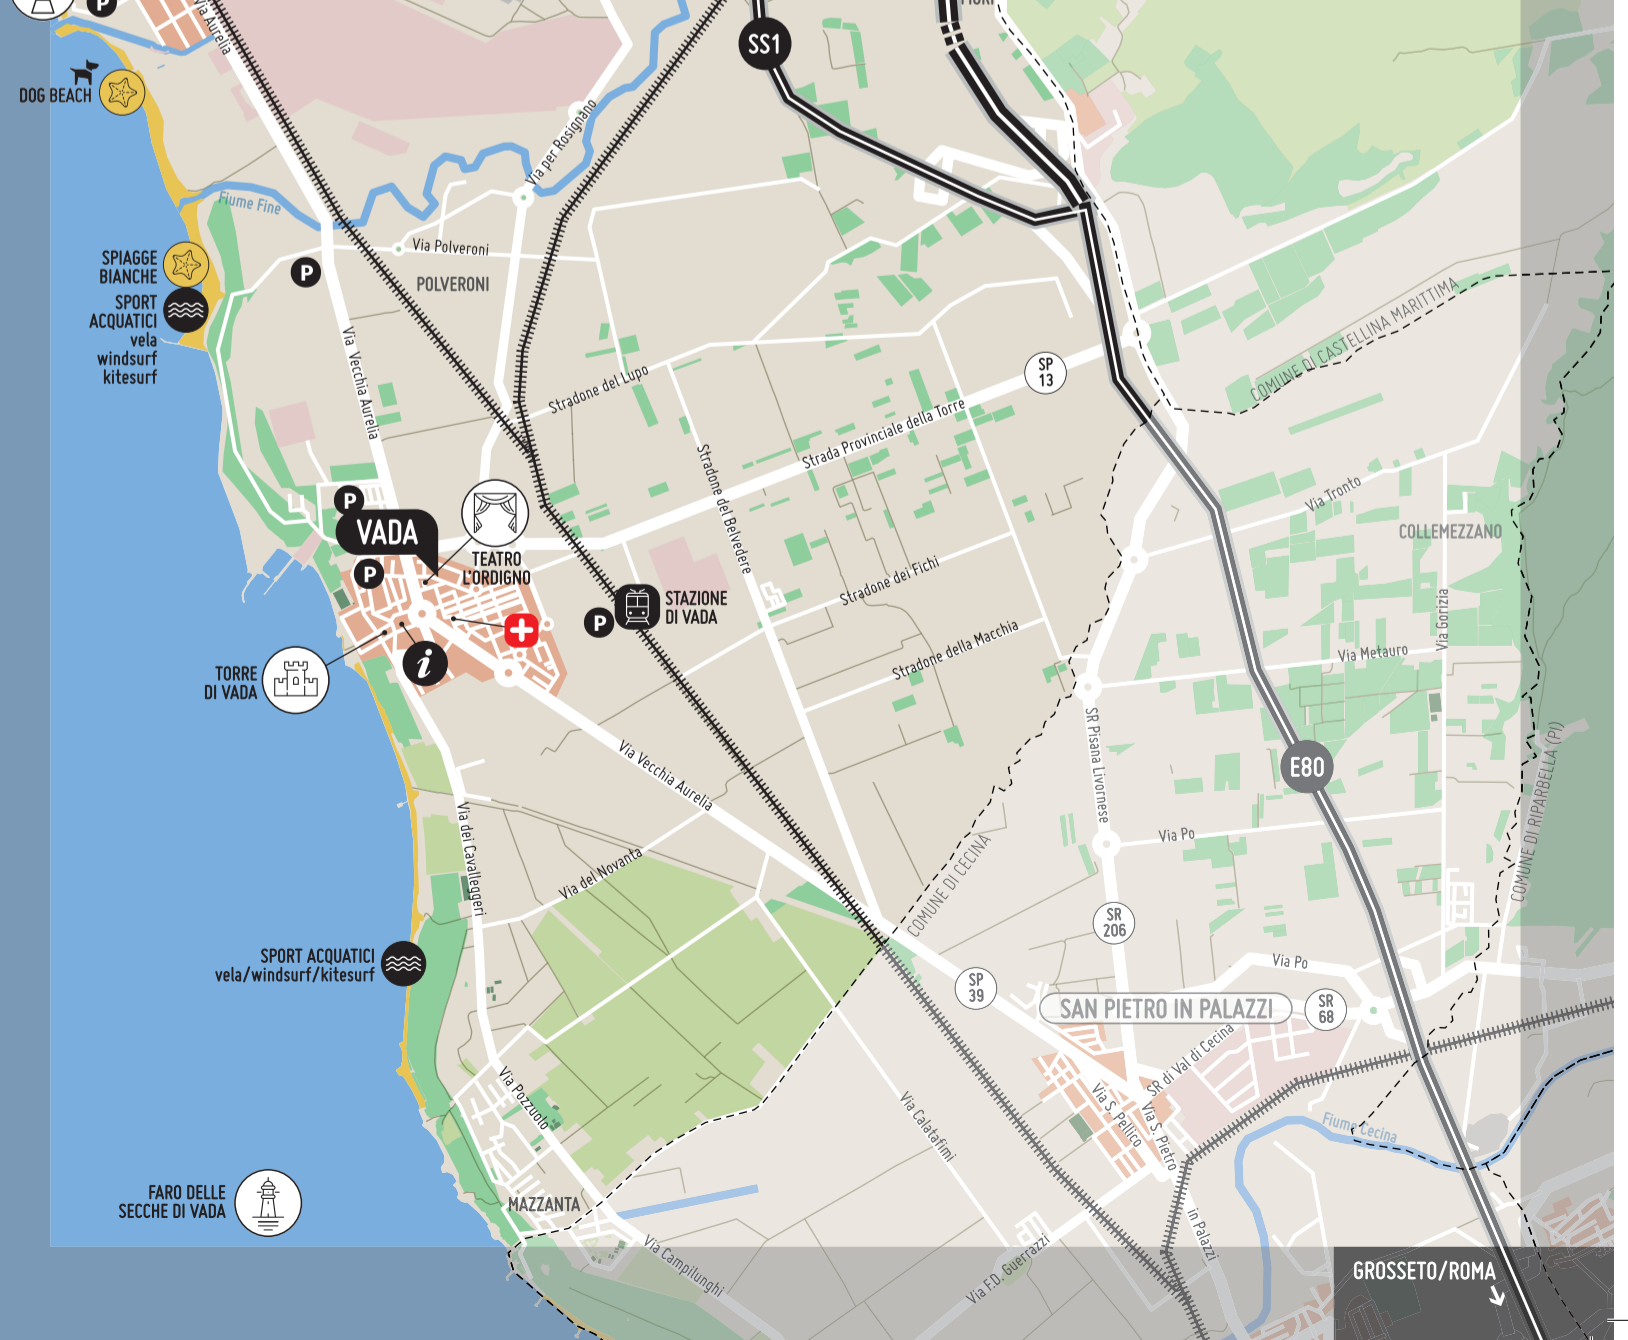 P
Via Aurelia
SS1
DOG BEACH
Via per Rosignano
Fiume Fine
Via Polveroni
SPIAGGE
BIANCHE
P
POLVERONI
SPORT
ACQUATICI
vela
windsurf
kitesurf
Via Vecchia Aurelia
COMUNE DI CASTELLINA MARITTIMA
SP
13
Stradone del Lupo
Strada Provinciale della Torre
Stradone del Belvedere
P
VADA
TEATRO
L'ORDIGNO
P
Via Tronto
COLLEMEZZANO
Stradone dei Fichi
P
STAZIONE
DI VADA
Via Gorizia
Stradone della Macchia
Via Metauro
i
TORRE
DI VADA
SR Pisana Livornese
Via Vecchia Aurelia
E80
COMUNE DI RIPARBELLA (PI)
Via dei Cavalleggeri
Via Po
Via del Novanta
COMUNE DI CECINA
SR
206
SPORT ACQUATICI
vela/windsurf/kitesurf
Via Po
SP
39
SAN PIETRO IN PALAZZI
SR
68
SR di Val di Cecina
Via Pozzuolo
Via Calatafimi
Via S. Pellico
Via S. Pietro
in Palazzi
Fiume Cecina
FARO DELLE
SECCHE DI VADA
MAZZANTA
Via Campilunghi
Via F.D. Guerrazzi
GROSSETO/ROMA